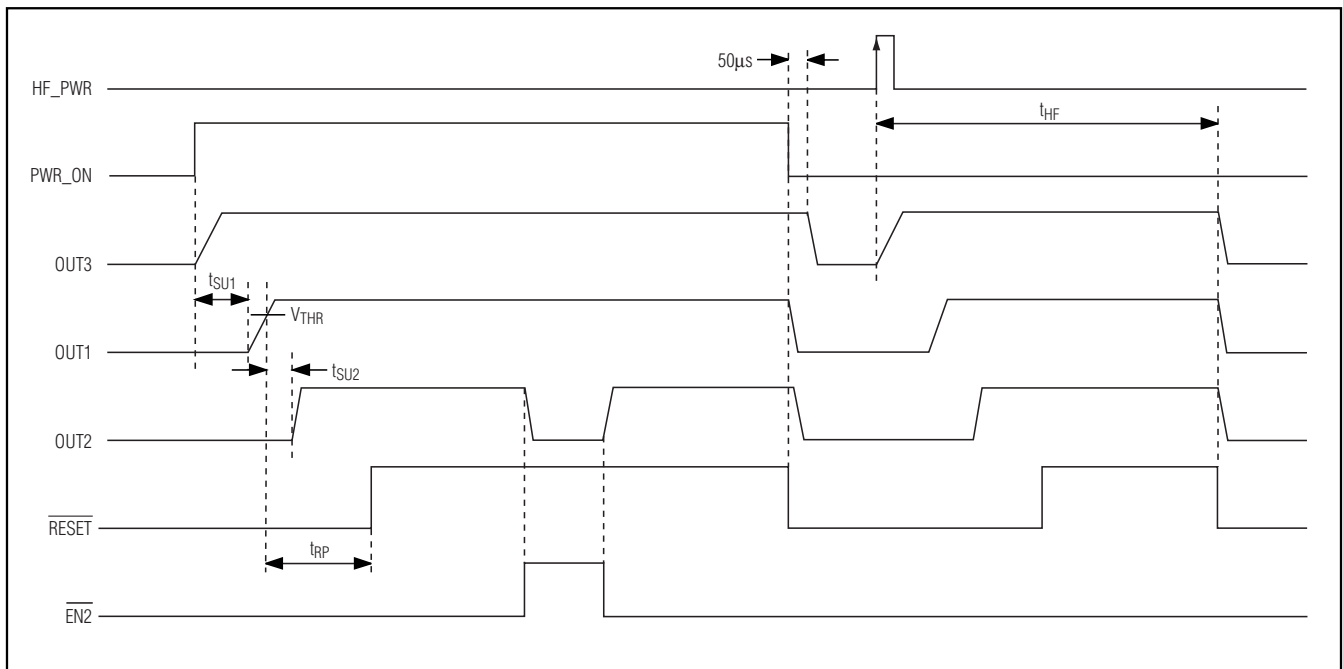 50μs
HF_PWR
tHF
PWR_ON
OUT3
tSU1
VTHR
OUT1
tSU2
OUT2
RESET
tRP
EN2